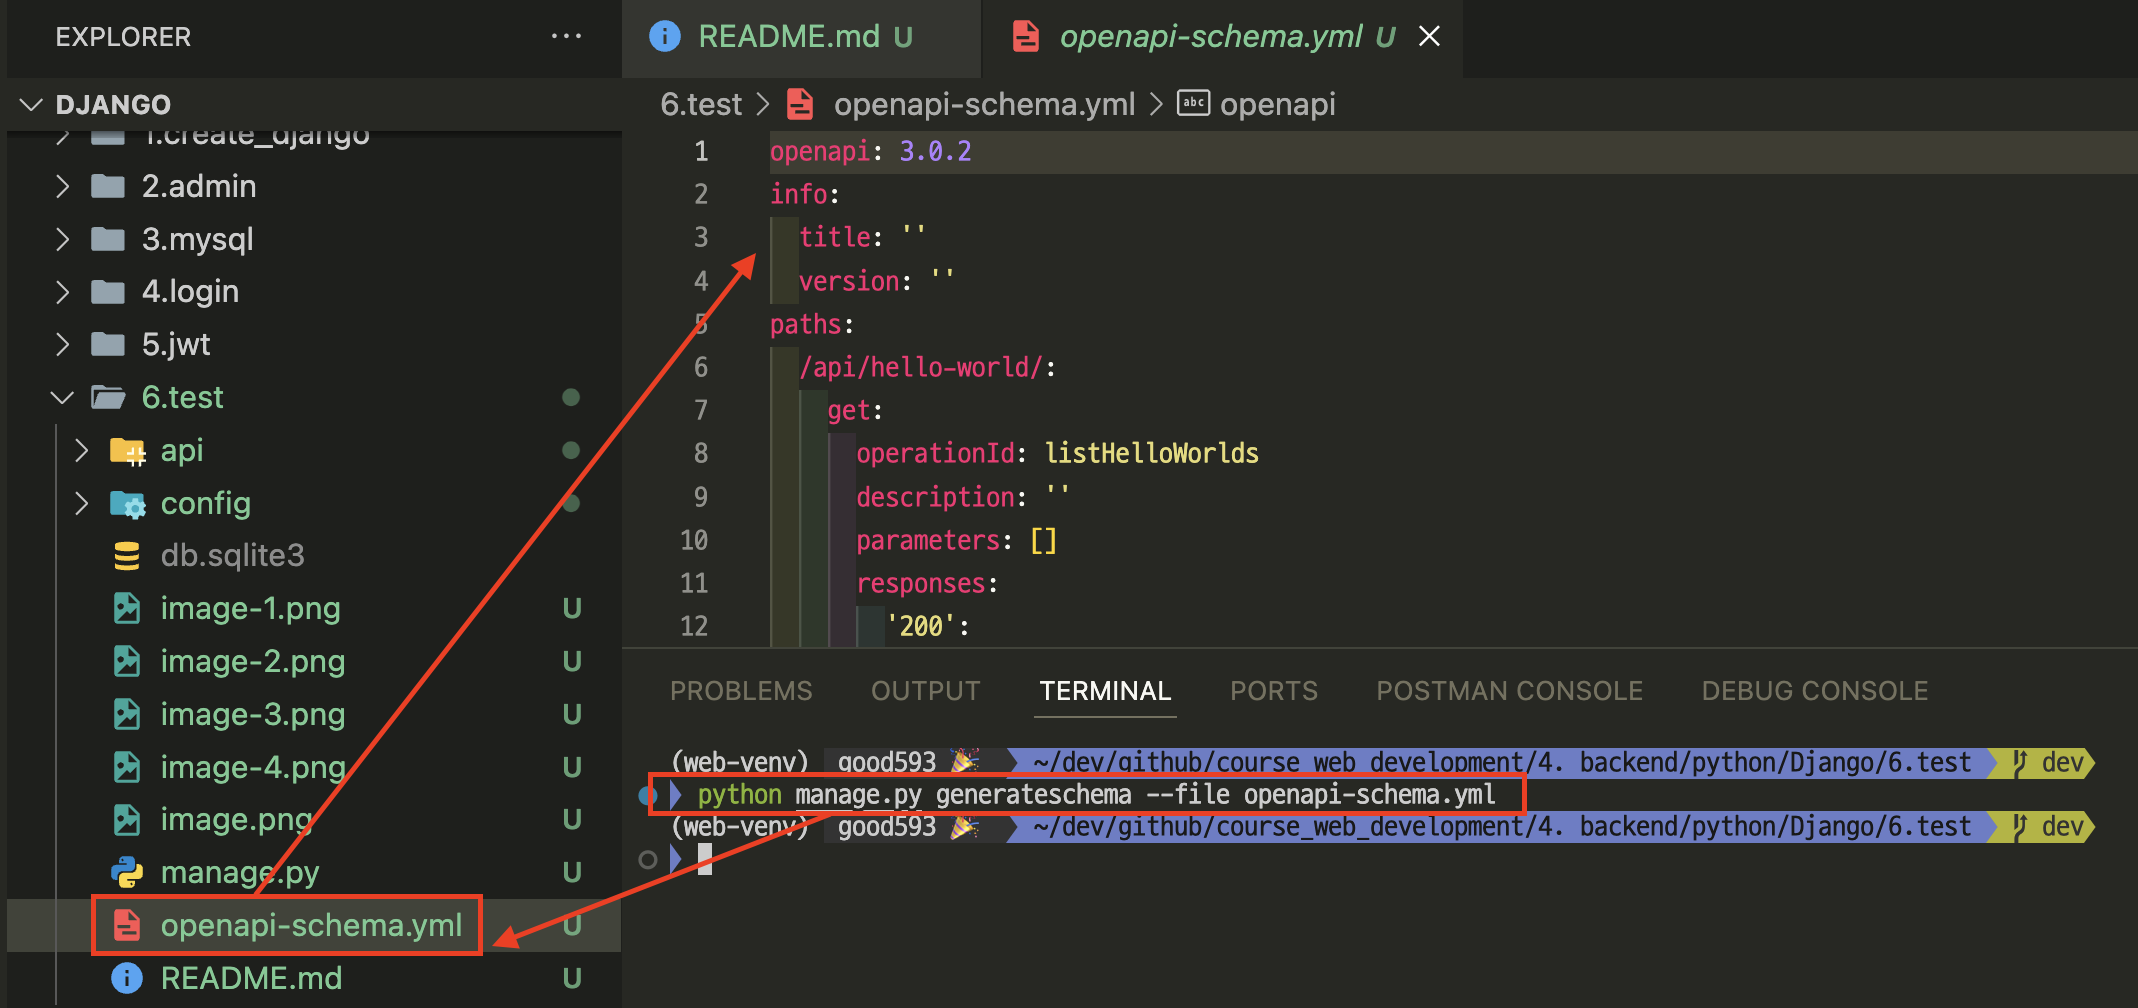 EXPLORER
DJANGO
1.create_django
2.admin
3.mysql
4.login
5.jwt
6.test
api
config
db.sqlite3
image-1.png U
image-2.png U
image-3.png U
image-4.png U
image.png U
manage.py U
openapi-schema.yml U
README.md U
README.md U
openapi-schema.yml U
6.test > openapi-schema.yml > abc openapi
1 openapi: 3.0.2
2 info:
3 title: ''
4 version: ''
5 paths:
6 /api/hello-world/:
7 get:
8 operationId: listHelloWorlds
9 description: ''
10 parameters: []
11 responses:
12 '200':
PROBLEMS OUTPUT TERMINAL PORTS POSTMAN CONSOLE DEBUG CONSOLE
(web-venv) good593 🎉 ~/dev/github/course_web_development/4. backend/python/Django/6.test dev
python manage.py generateschema --file openapi-schema.yml
(web-venv) good593 🎉 ~/dev/github/course_web_development/4. backend/python/Django/6.test dev